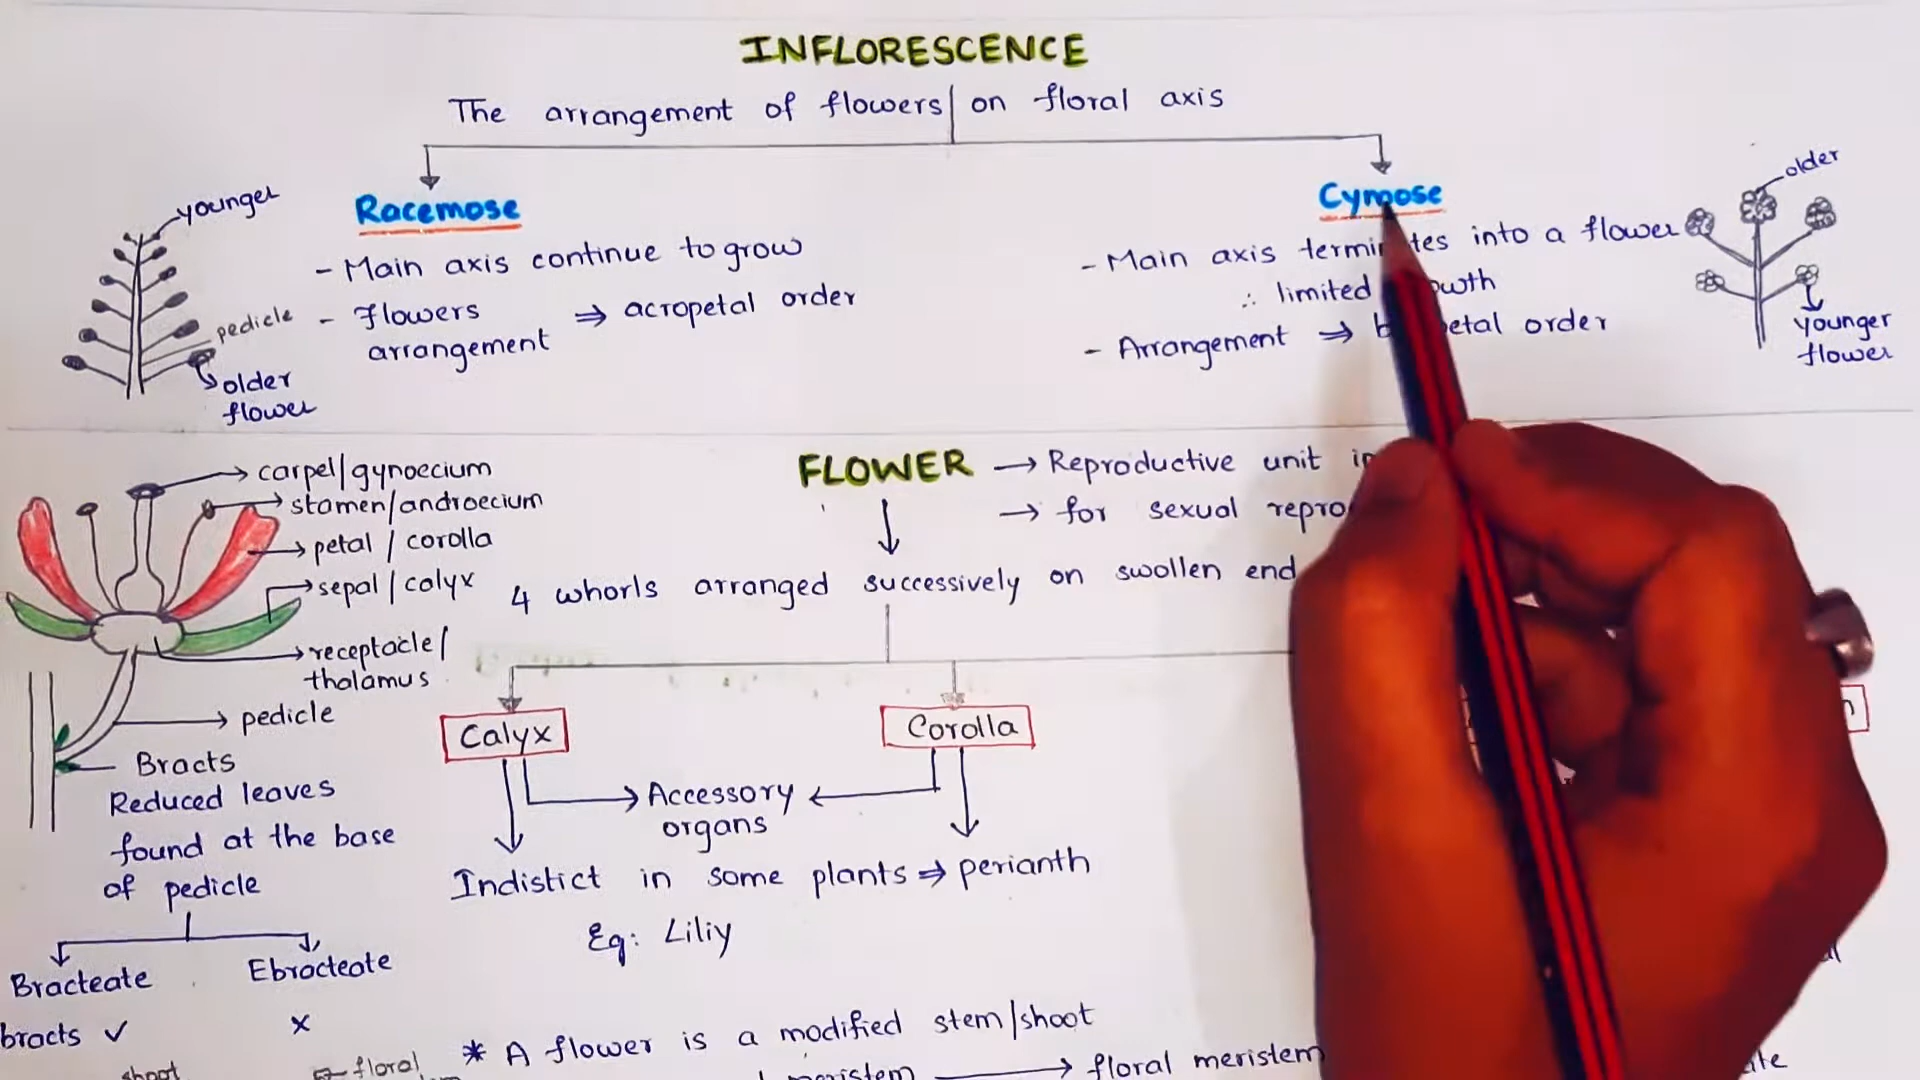 INFLORESCENCE
The arrangement of flowers on floral axis
younger
Racemose
- Main axis continue to grow
- Flowers arrangement ⇒ acropetal order
pedicle
older flower
Cymose
- Main axis into a flower
∴ limited
- Arrangement ⇒ order
older
younger flower
carpel/gynoecium
stamen/androecium
petal / corolla
sepal / calyx
receptacle/
thalamus
pedicle
Bracts
Reduced leaves
found at the base
of pedicle
Bracteate
Ebracteate
bracts ✓
×
shoot
floral
FLOWER → Reproductive unit
→ for sexual
4 whorls arranged successively on swollen end
Calyx
Corolla
Accessory
organs
Indistict in some plants ⇒ perianth
Eg: Liliy
* A flower is a modified stem/shoot
meristem → floral meristem